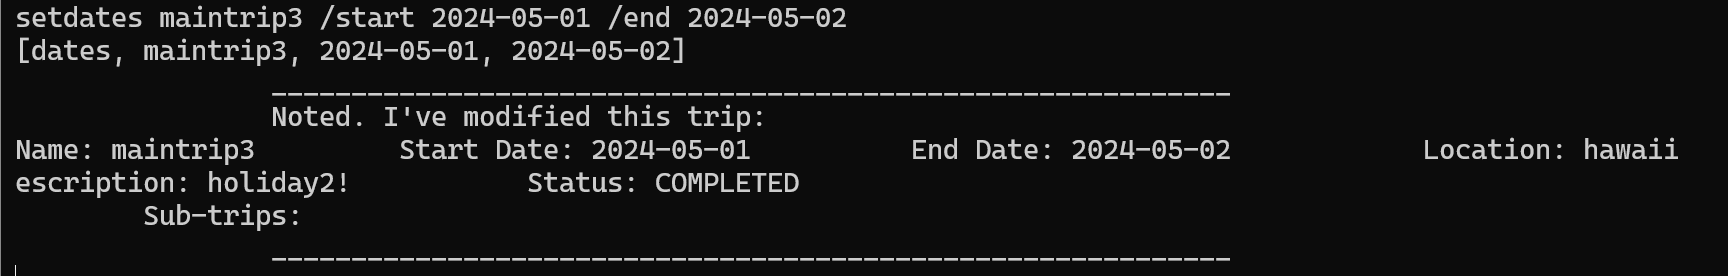 setdates maintrip3 /start 2024-05-01 /end 2024-05-02
[dates, maintrip3, 2024-05-01, 2024-05-02]
____________________________________________________________
Noted. I've modified this trip:
Name: maintrip3 Start Date: 2024-05-01 End Date: 2024-05-02 Location: hawaii
escription: holiday2! Status: COMPLETED
Sub-trips:
____________________________________________________________